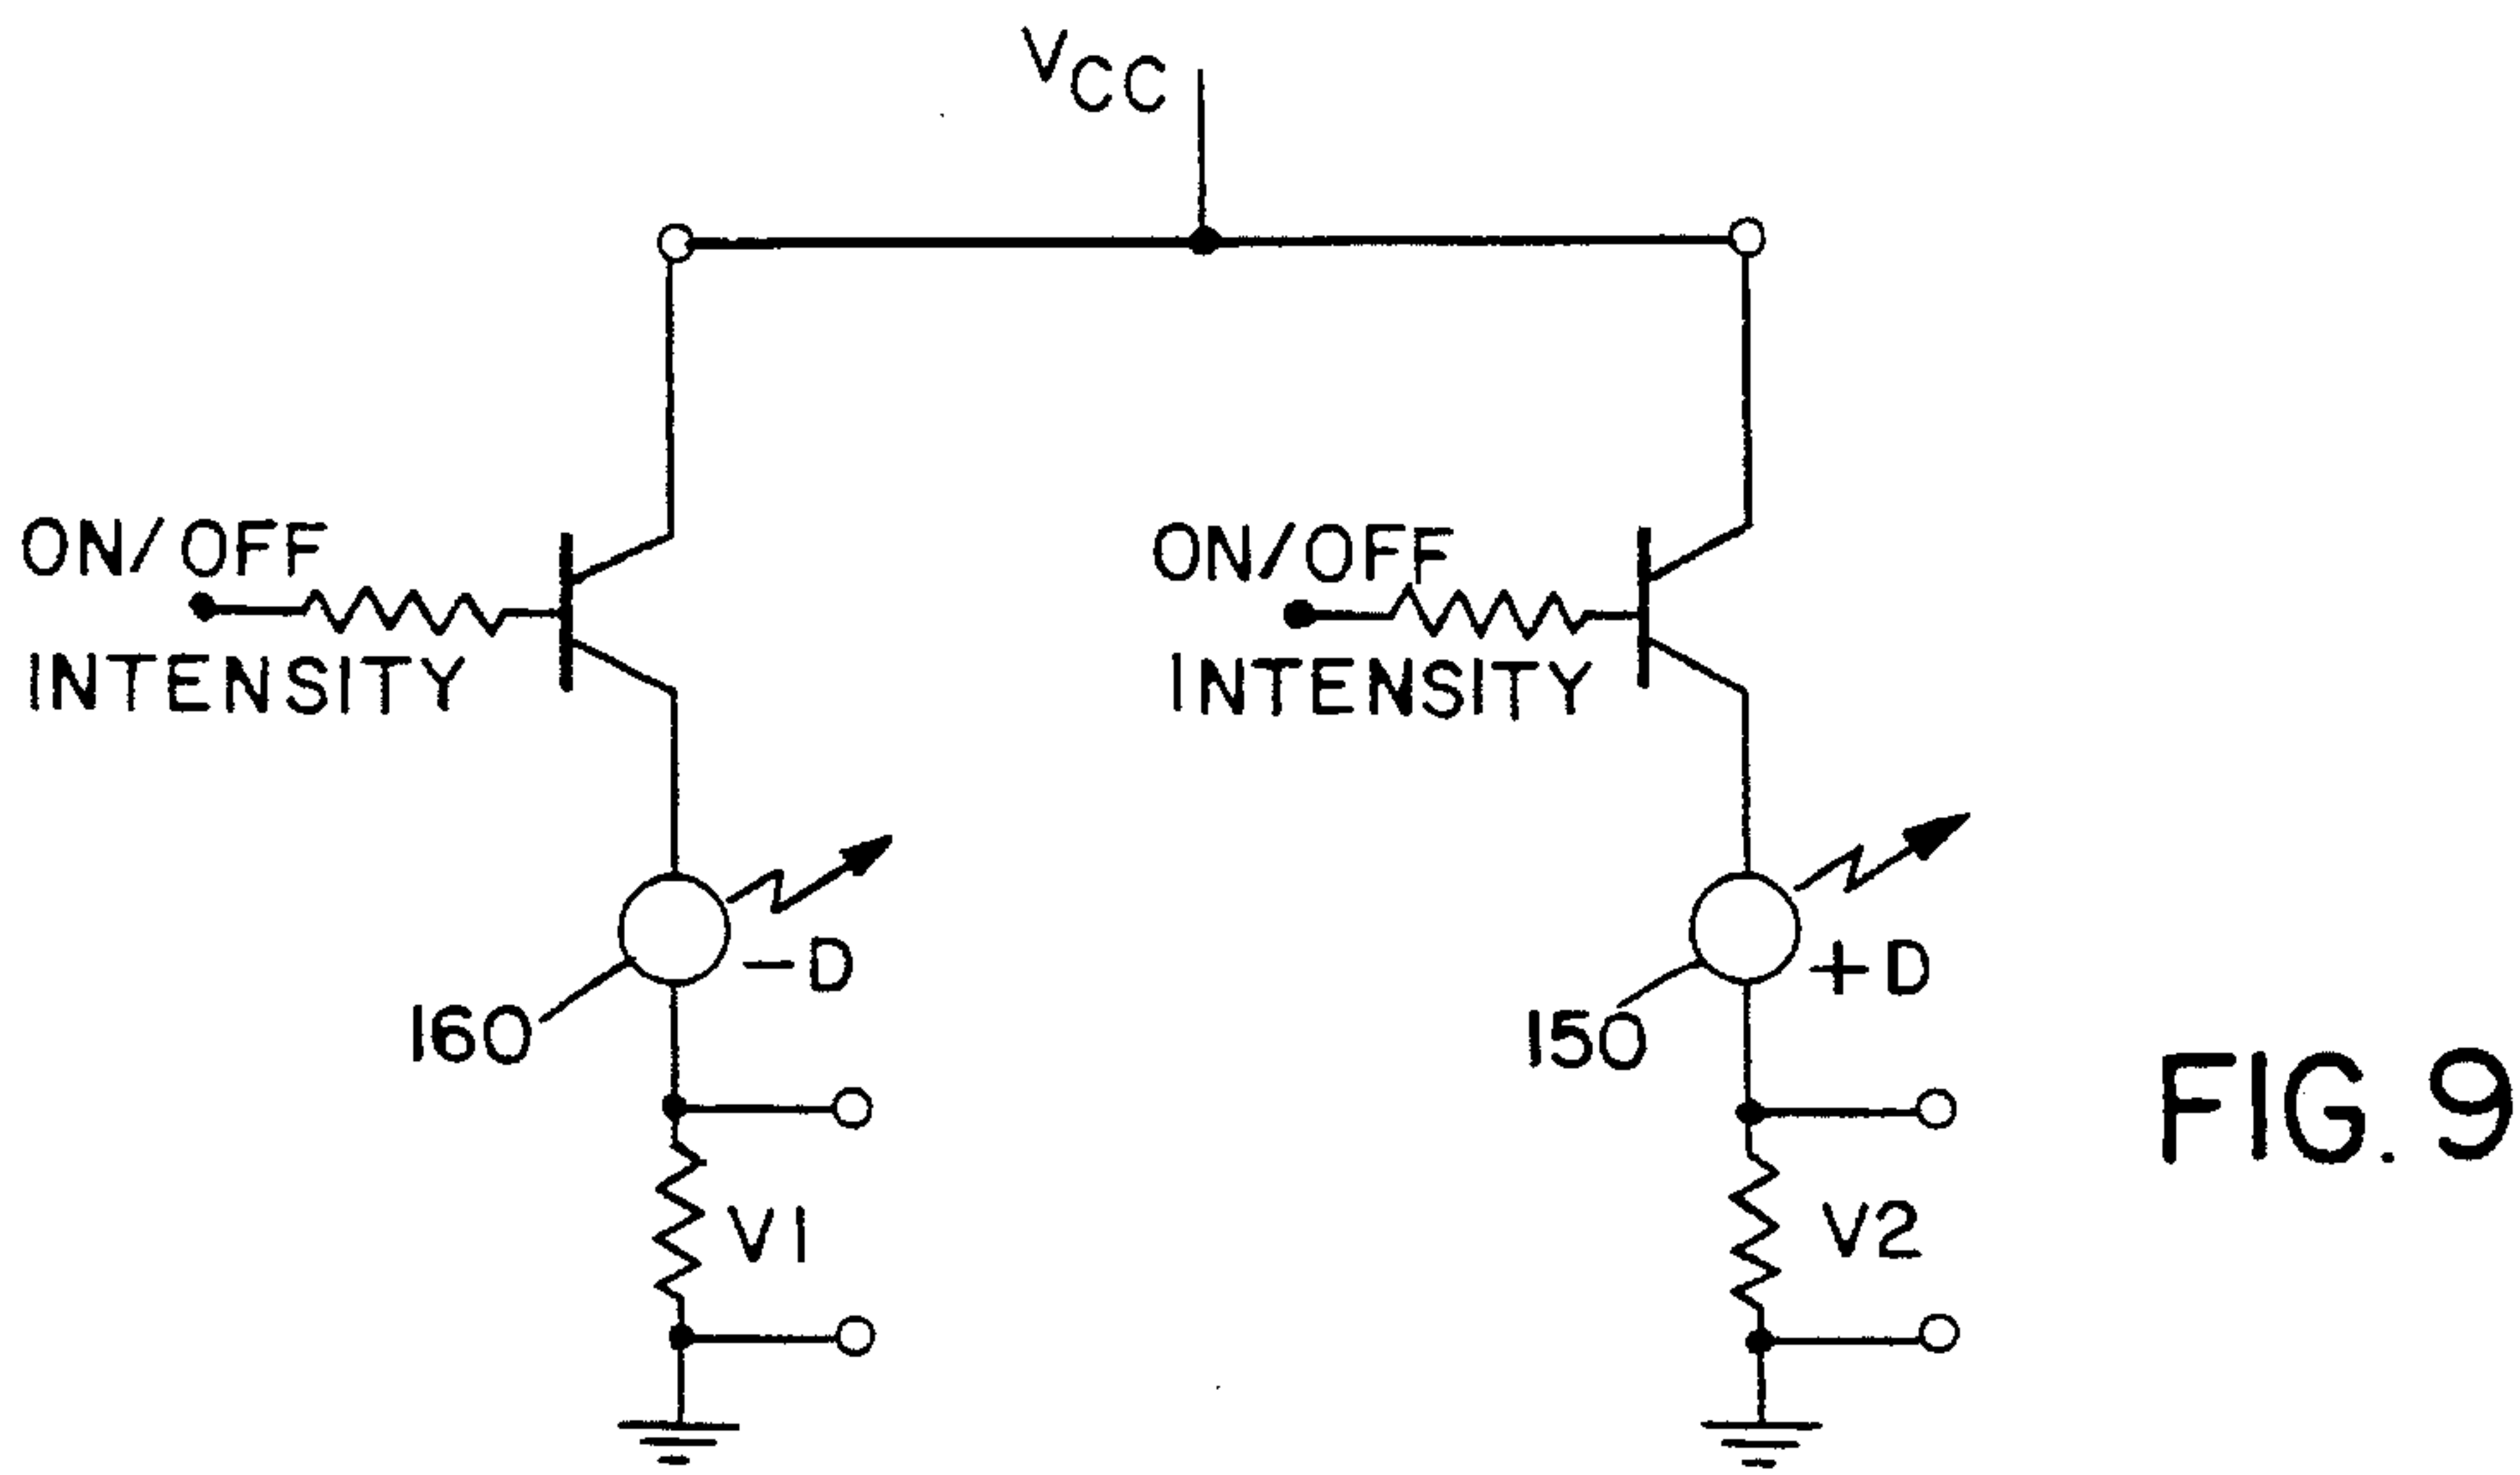 VCC
ON/OFF
INTENSITY
ON/OFF
INTENSITY
-D
160
+D
150
V1
V2
FIG. 9